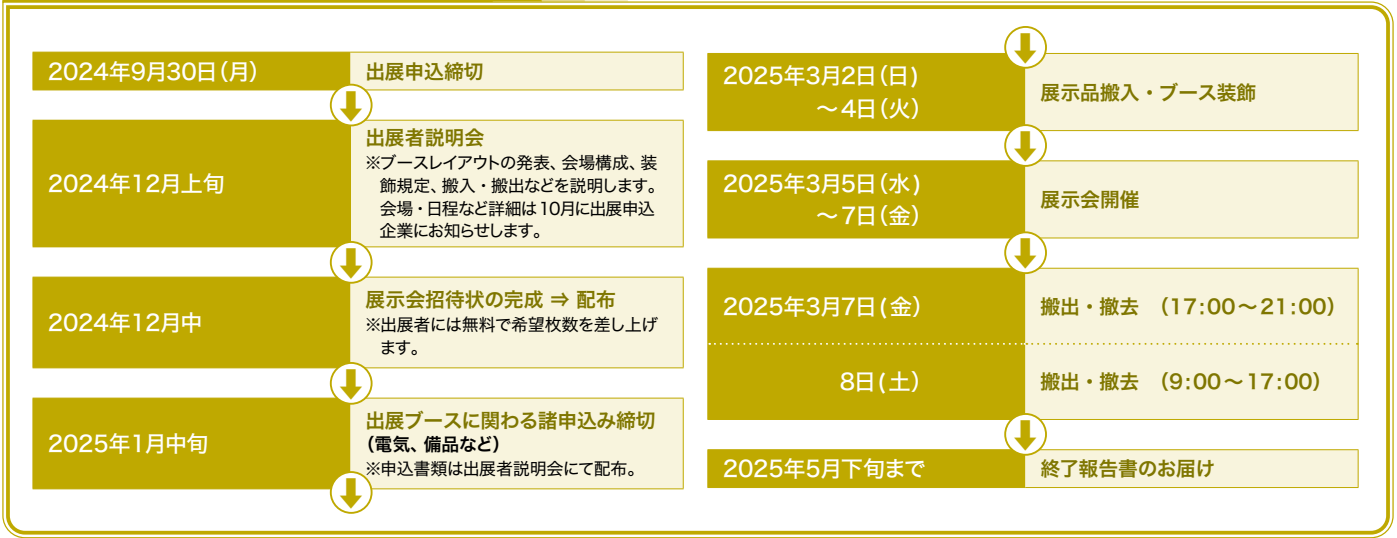 2024年9月30日(月)
出展申込締切
2024年12月上旬
出展者説明会
※ブースレイアウトの発表、会場構成、装
飾規定、搬入・搬出などを説明します。
会場・日程など詳細は10月に出展申込
企業にお知らせします。
2024年12月中
展示会招待状の完成 ⇒ 配布
※出展者には無料で希望枚数を差し上げ
ます。
2025年1月中旬
出展ブースに関わる諸申込み締切
(電気、備品など)
※申込書類は出展者説明会にて配布。
2025年3月2日(日)
～4日(火)
展示品搬入・ブース装飾
2025年3月5日(水)
～7日(金)
展示会開催
2025年3月7日(金)
搬出・撤去 (17:00～21:00)
8日(土)
搬出・撤去 (9:00～17:00)
2025年5月下旬まで
終了報告書のお届け